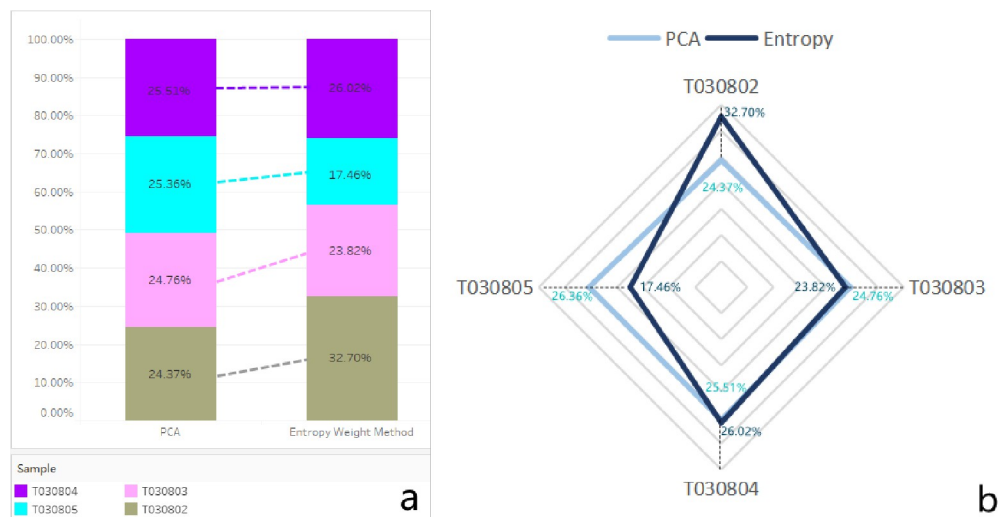 100.00%
90.00%
80.00%
70.00%
60.00%
50.00%
40.00%
30.00%
20.00%
10.00%
0.00%
25.51%
26.02%
25.36%
17.46%
24.76%
23.82%
24.37%
32.70%
PCA
Entropy Weight Method
Sample
T030804
T030803
T030805
T030802
a
PCA
Entropy
T030802
32.70%
24.37%
T030805
26.36%
17.46%
23.82%
24.76%
T030803
25.51%
26.02%
T030804
b